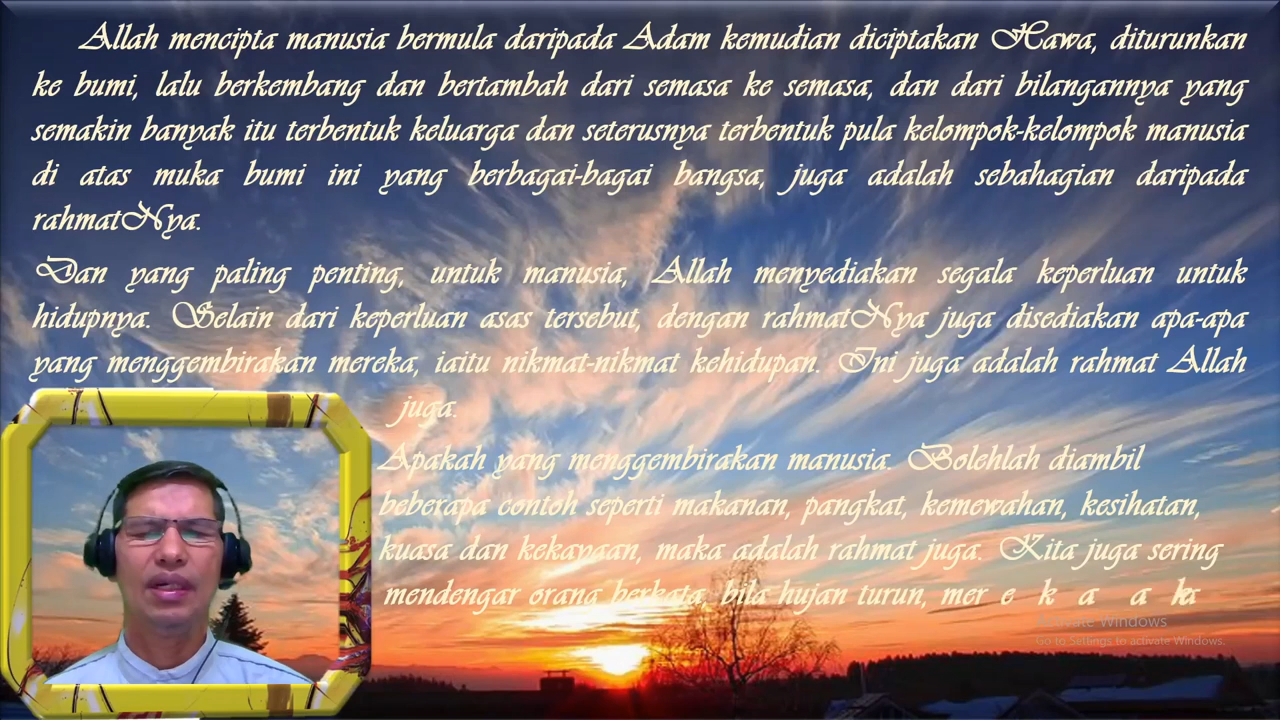 Allah mencipta manusia bermula daripada Adam kemudian diciptakan Hawa, diturunkan
ke bumi, lalu berkembang dan bertambah dari semasa ke semasa, dan dari bilangannya yang
semakin banyak itu terbentuk keluarga dan seterusnya terbentuk pula kelompok-kelompok manusia
di atas muka bumi ini yang berbagai-bagai bangsa, juga adalah sebahagian daripada
rahmatNya.
Dan yang paling penting, untuk manusia, Allah menyediakan segala keperluan untuk
hidupnya. Selain dari keperluan asas tersebut, dengan rahmatNya juga disediakan apa-apa
yang menggembirakan mereka, iaitu nikmat-nikmat kehidupan. Ini juga adalah rahmat Allah
juga.
Apakah yang menggembirakan manusia. Bolehlah diambil
beberapa contoh seperti makanan, pangkat, kemewahan, kesihatan,
kuasa dan kekayaan, maka adalah rahmat juga. Kita juga sering
mendengar orang berkata, bila hujan turun, mer e k a a
Activate Windows
Go to Settings to activate Windows.